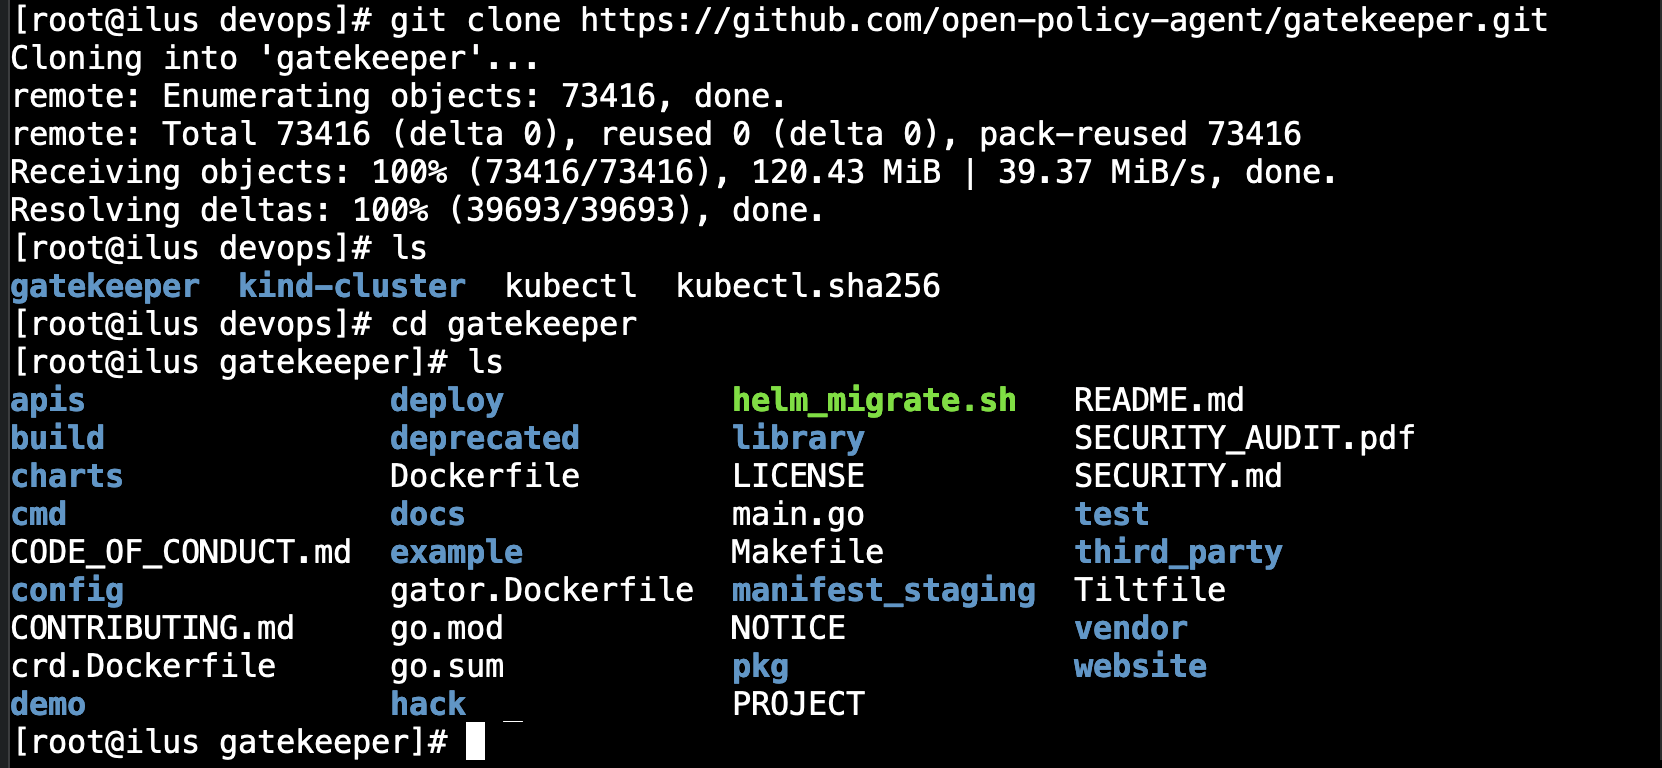 [root@ilus devops]# git clone https://github.com/open-policy-agent/gatekeeper.git
Cloning into 'gatekeeper'...
remote: Enumerating objects: 73416, done.
remote: Total 73416 (delta 0), reused 0 (delta 0), pack-reused 73416
Receiving objects: 100% (73416/73416), 120.43 MiB | 39.37 MiB/s, done.
Resolving deltas: 100% (39693/39693), done.
[root@ilus devops]# ls
gatekeeper  kind-cluster  kubectl  kubectl.sha256
[root@ilus devops]# cd gatekeeper
[root@ilus gatekeeper]# ls
apis                deploy            helm_migrate.sh   README.md
build               deprecated        library           SECURITY_AUDIT.pdf
charts              Dockerfile        LICENSE           SECURITY.md
cmd                 docs              main.go           test
CODE_OF_CONDUCT.md  example           Makefile          third_party
config              gator.Dockerfile  manifest_staging  Tiltfile
CONTRIBUTING.md     go.mod            NOTICE            vendor
crd.Dockerfile      go.sum            pkg               website
demo                hack              PROJECT
[root@ilus gatekeeper]#